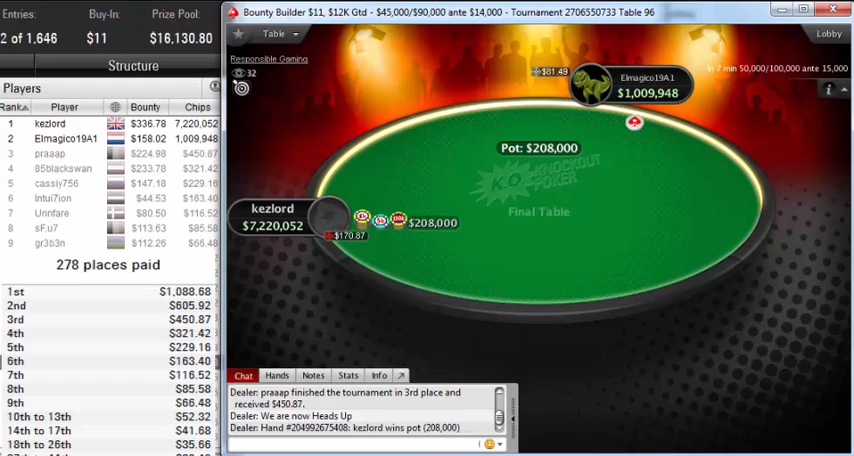 Bounty Builder $11, $12K Gtd - $45,000/$90,000 ante $14,000 - Tournament 2706550733 Table 96
Entries: Buy-In: Prize Pool:
2 of 1,646 $11 $16,130.80
Structure
Players
Rank Player Bounty Chips
1 kezlord $336.78 7,220,052
2 Elmagico19A1 $158.02 1,009,948
3 praaap $224.98 $450.87
4 85blackswan $233.78 $321.42
5 cassiy756 $147.18 $229.16
6 Intui7ion $44.53 $163.40
7 Unnfare $80.50 $116.52
8 sF.u7 $113.63 $85.58
9 gr3b3n $112.26 $66.48
278 places paid
1st $1,088.68
2nd $605.92
3rd $450.87
4th $321.42
5th $229.16
6th $163.40
7th $116.52
8th $85.58
9th $66.48
10th to 13th $52.32
14th to 17th $41.68
18th to 26th $35.66
Table
Lobby
Responsible Gaming
32
In 7 min 50,000/100,000 ante 15,000
$81.49
Elmagico19A1
$1,009,948
Pot: $208,000
K.O. KNOCKOUT
POKER
Final Table
kezlord
$7,220,052
$208,000
$170.87
Chat Hands Notes Stats Info
Dealer: praaap finished the tournament in 3rd place and
received $450.87.
Dealer: We are now Heads Up
Dealer: Hand #204992675408: kezlord wins pot (208,000)